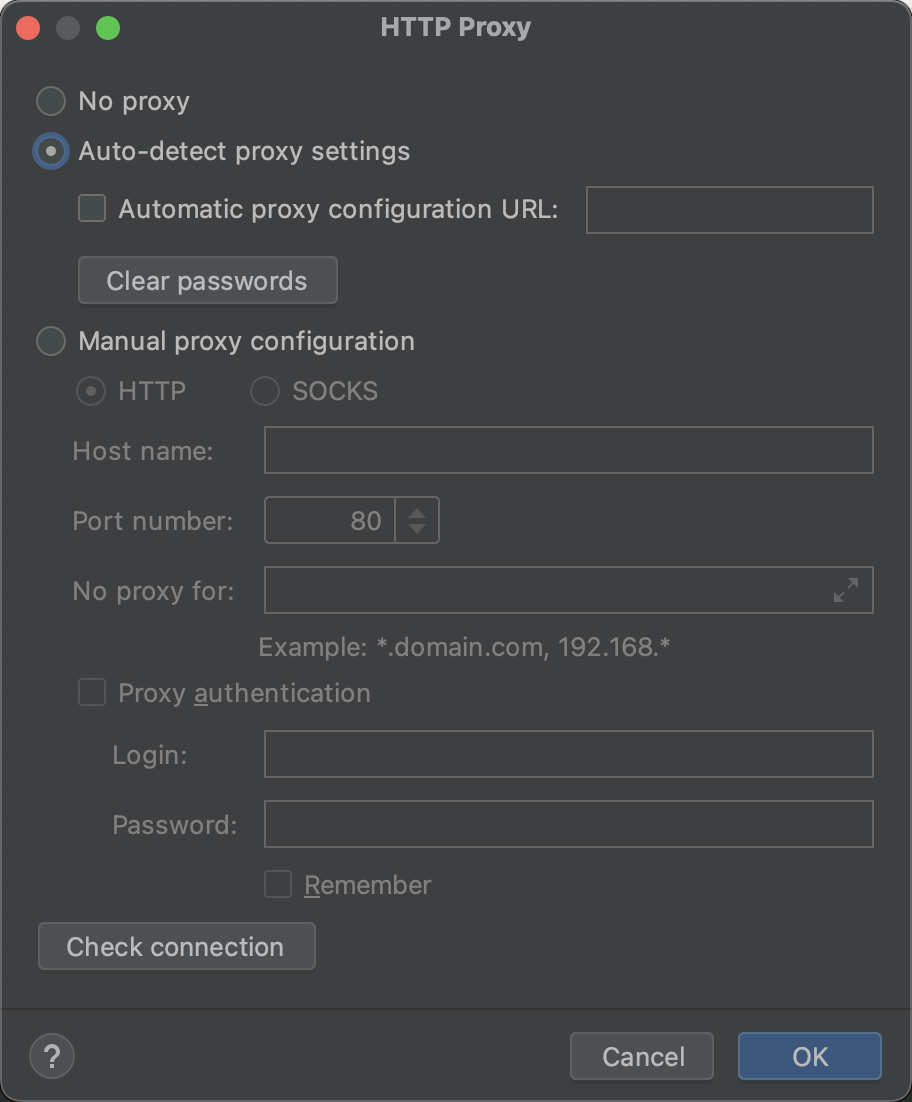 HTTP Proxy
No proxy
Auto-detect proxy settings
Automatic proxy configuration URL:
Clear passwords
Manual proxy configuration
HTTP SOCKS
Host name:
Port number: 80
No proxy for:
Example: *.domain.com, 192.168.*
Proxy authentication
Login:
Password:
Remember
Check connection
? Cancel OK